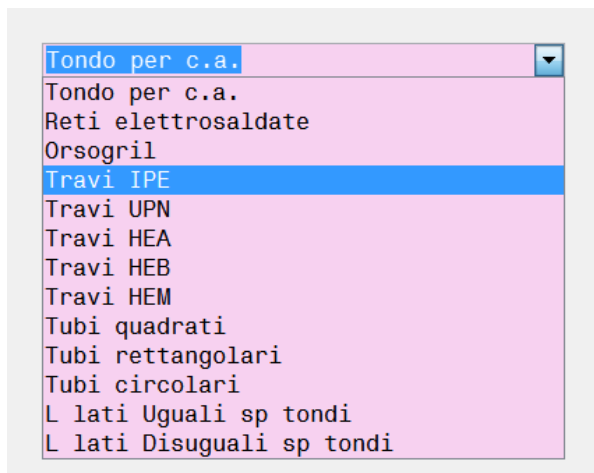 Tondo per c.a.
Tondo per c.a.
Reti elettrosaldate
Orsogril
Travi IPE
Travi UPN
Travi HEA
Travi HEB
Travi HEM
Tubi quadrati
Tubi rettangolari
Tubi circolari
L lati Uguali sp tondi
L lati Disuguali sp tondi